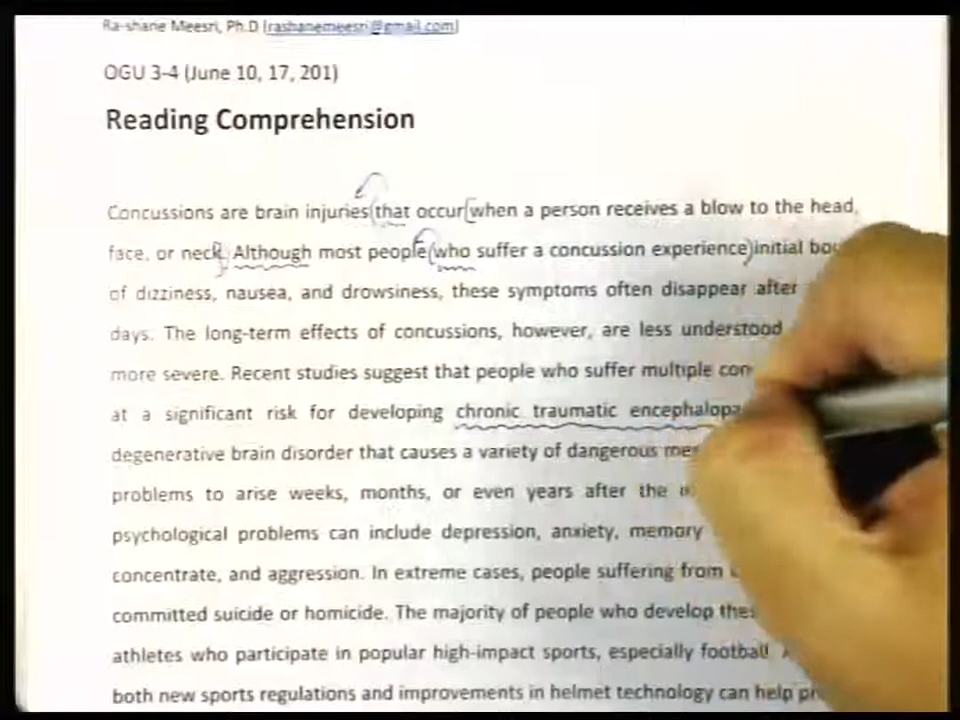 Ra-shane Meesri, Ph.D (rashanemeesri@gmail.com)
OGU 3-4 (June 10, 17, 201)
Reading Comprehension
Concussions are brain injuries (that occur [when a person receives a blow to the head,
face, or neck. Although most people (who suffer a concussion experience) initial
of dizziness, nausea, and drowsiness, these symptoms often disappear after
days. The long-term effects of concussions, however, are less understood
more severe. Recent studies suggest that people who suffer multiple
at a significant risk for developing chronic traumatic
degenerative brain disorder that causes a variety of dangerous
problems to arise weeks, months, or even years after the
psychological problems can include depression, anxiety, memory
concentrate, and aggression. In extreme cases, people suffering from
committed suicide or homicide. The majority of people who develop
athletes who participate in popular high-impact sports, especially football.
both new sports regulations and improvements in helmet technology can help